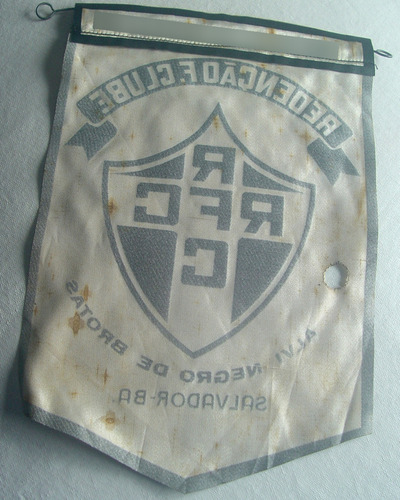 REDENÇÃO F CLUBE
R
RFC
C
ALVI NEGRO DE BROTAS
SALVADOR-BA